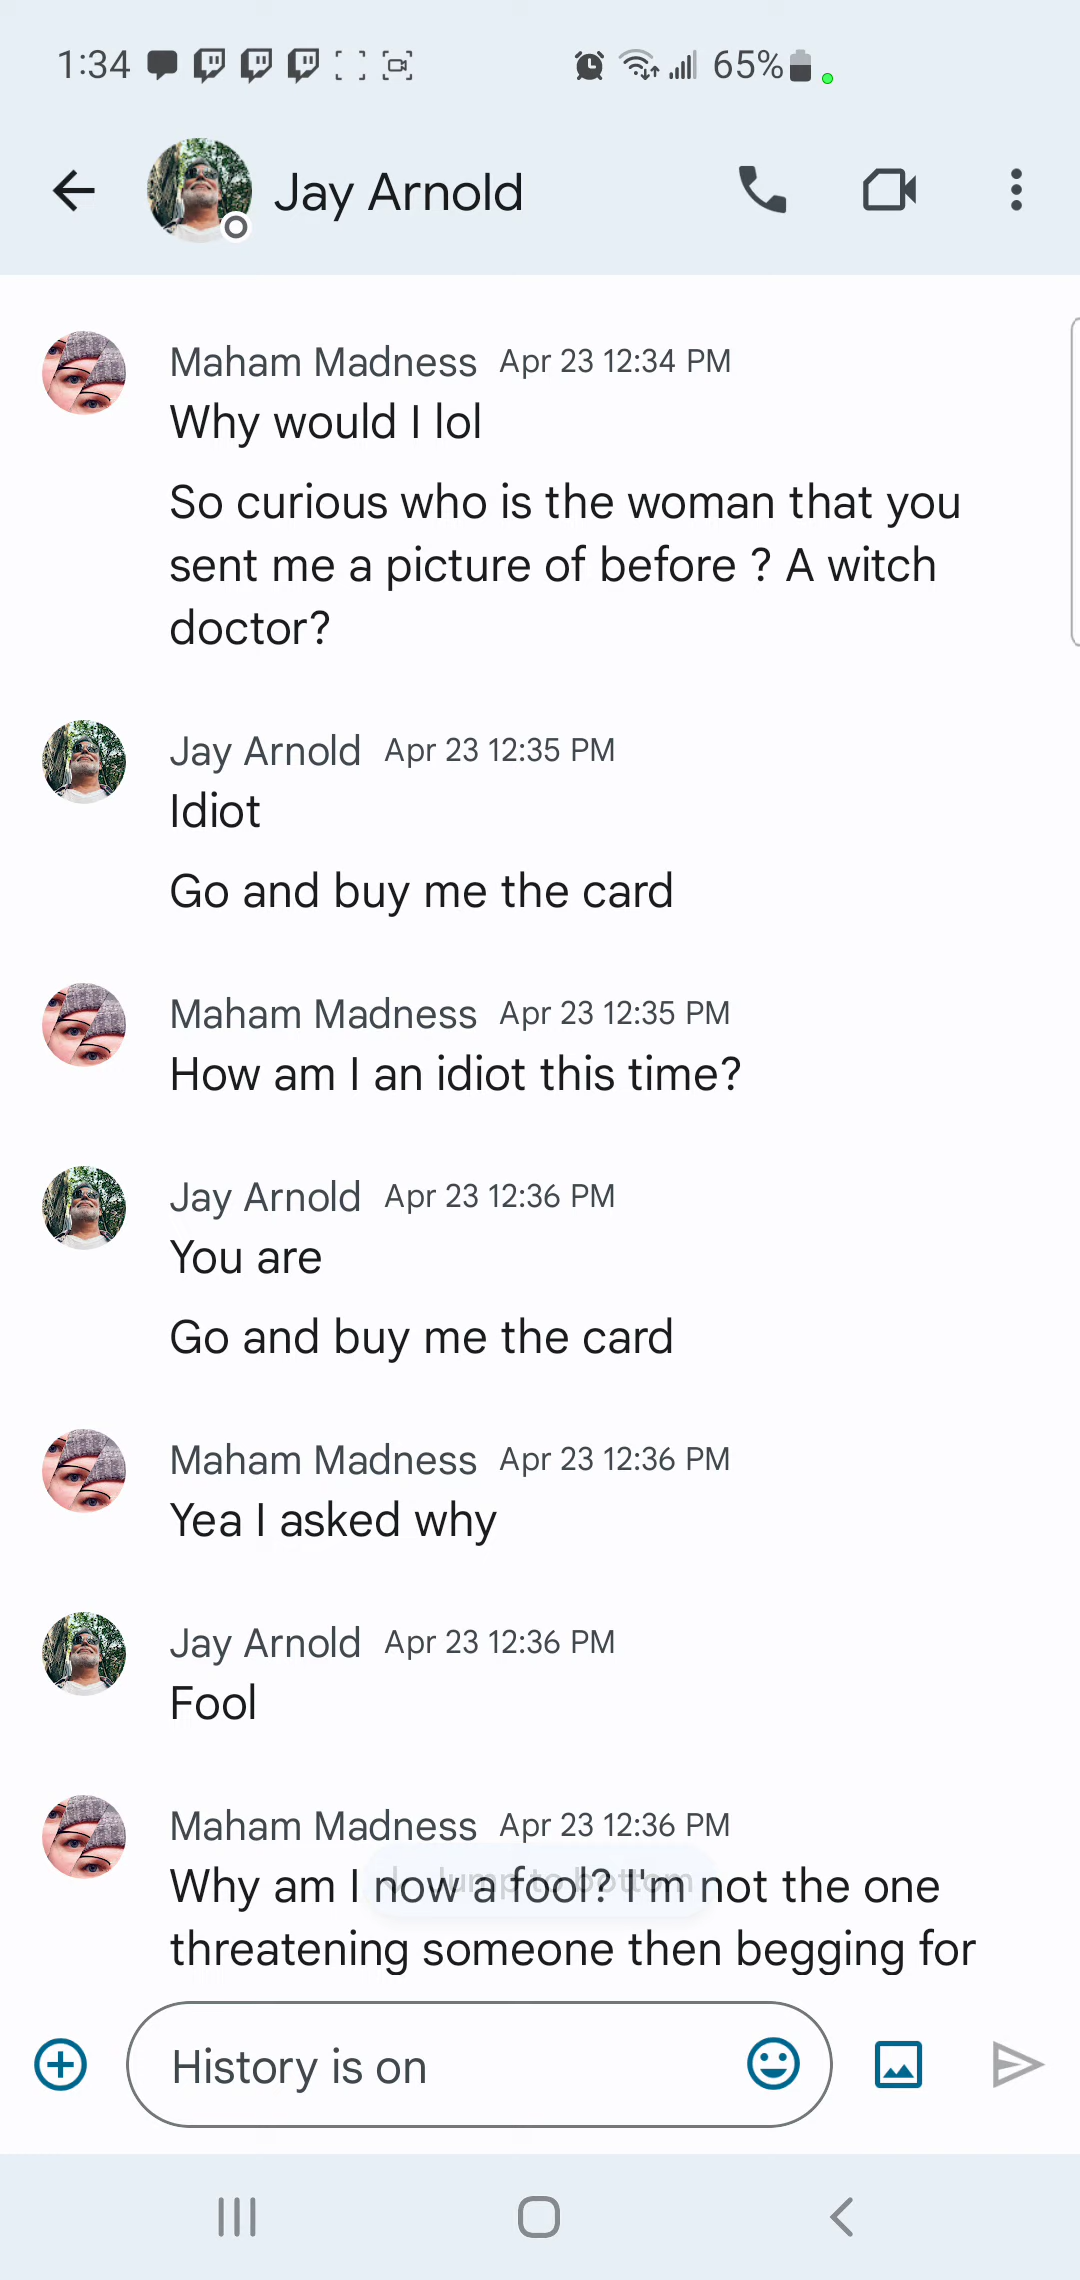 1:34 65%
Jay Arnold
Maham Madness Apr 23 12:34 PM
Why would I lol
So curious who is the woman that you
sent me a picture of before ? A witch
doctor?
Jay Arnold Apr 23 12:35 PM
Idiot
Go and buy me the card
Maham Madness Apr 23 12:35 PM
How am I an idiot this time?
Jay Arnold Apr 23 12:36 PM
You are
Go and buy me the card
Maham Madness Apr 23 12:36 PM
Yea I asked why
Jay Arnold Apr 23 12:36 PM
Fool
Maham Madness Apr 23 12:36 PM
Why am I now a fool? I'm not the one
Jump to bottom
threatening someone then begging for
History is on